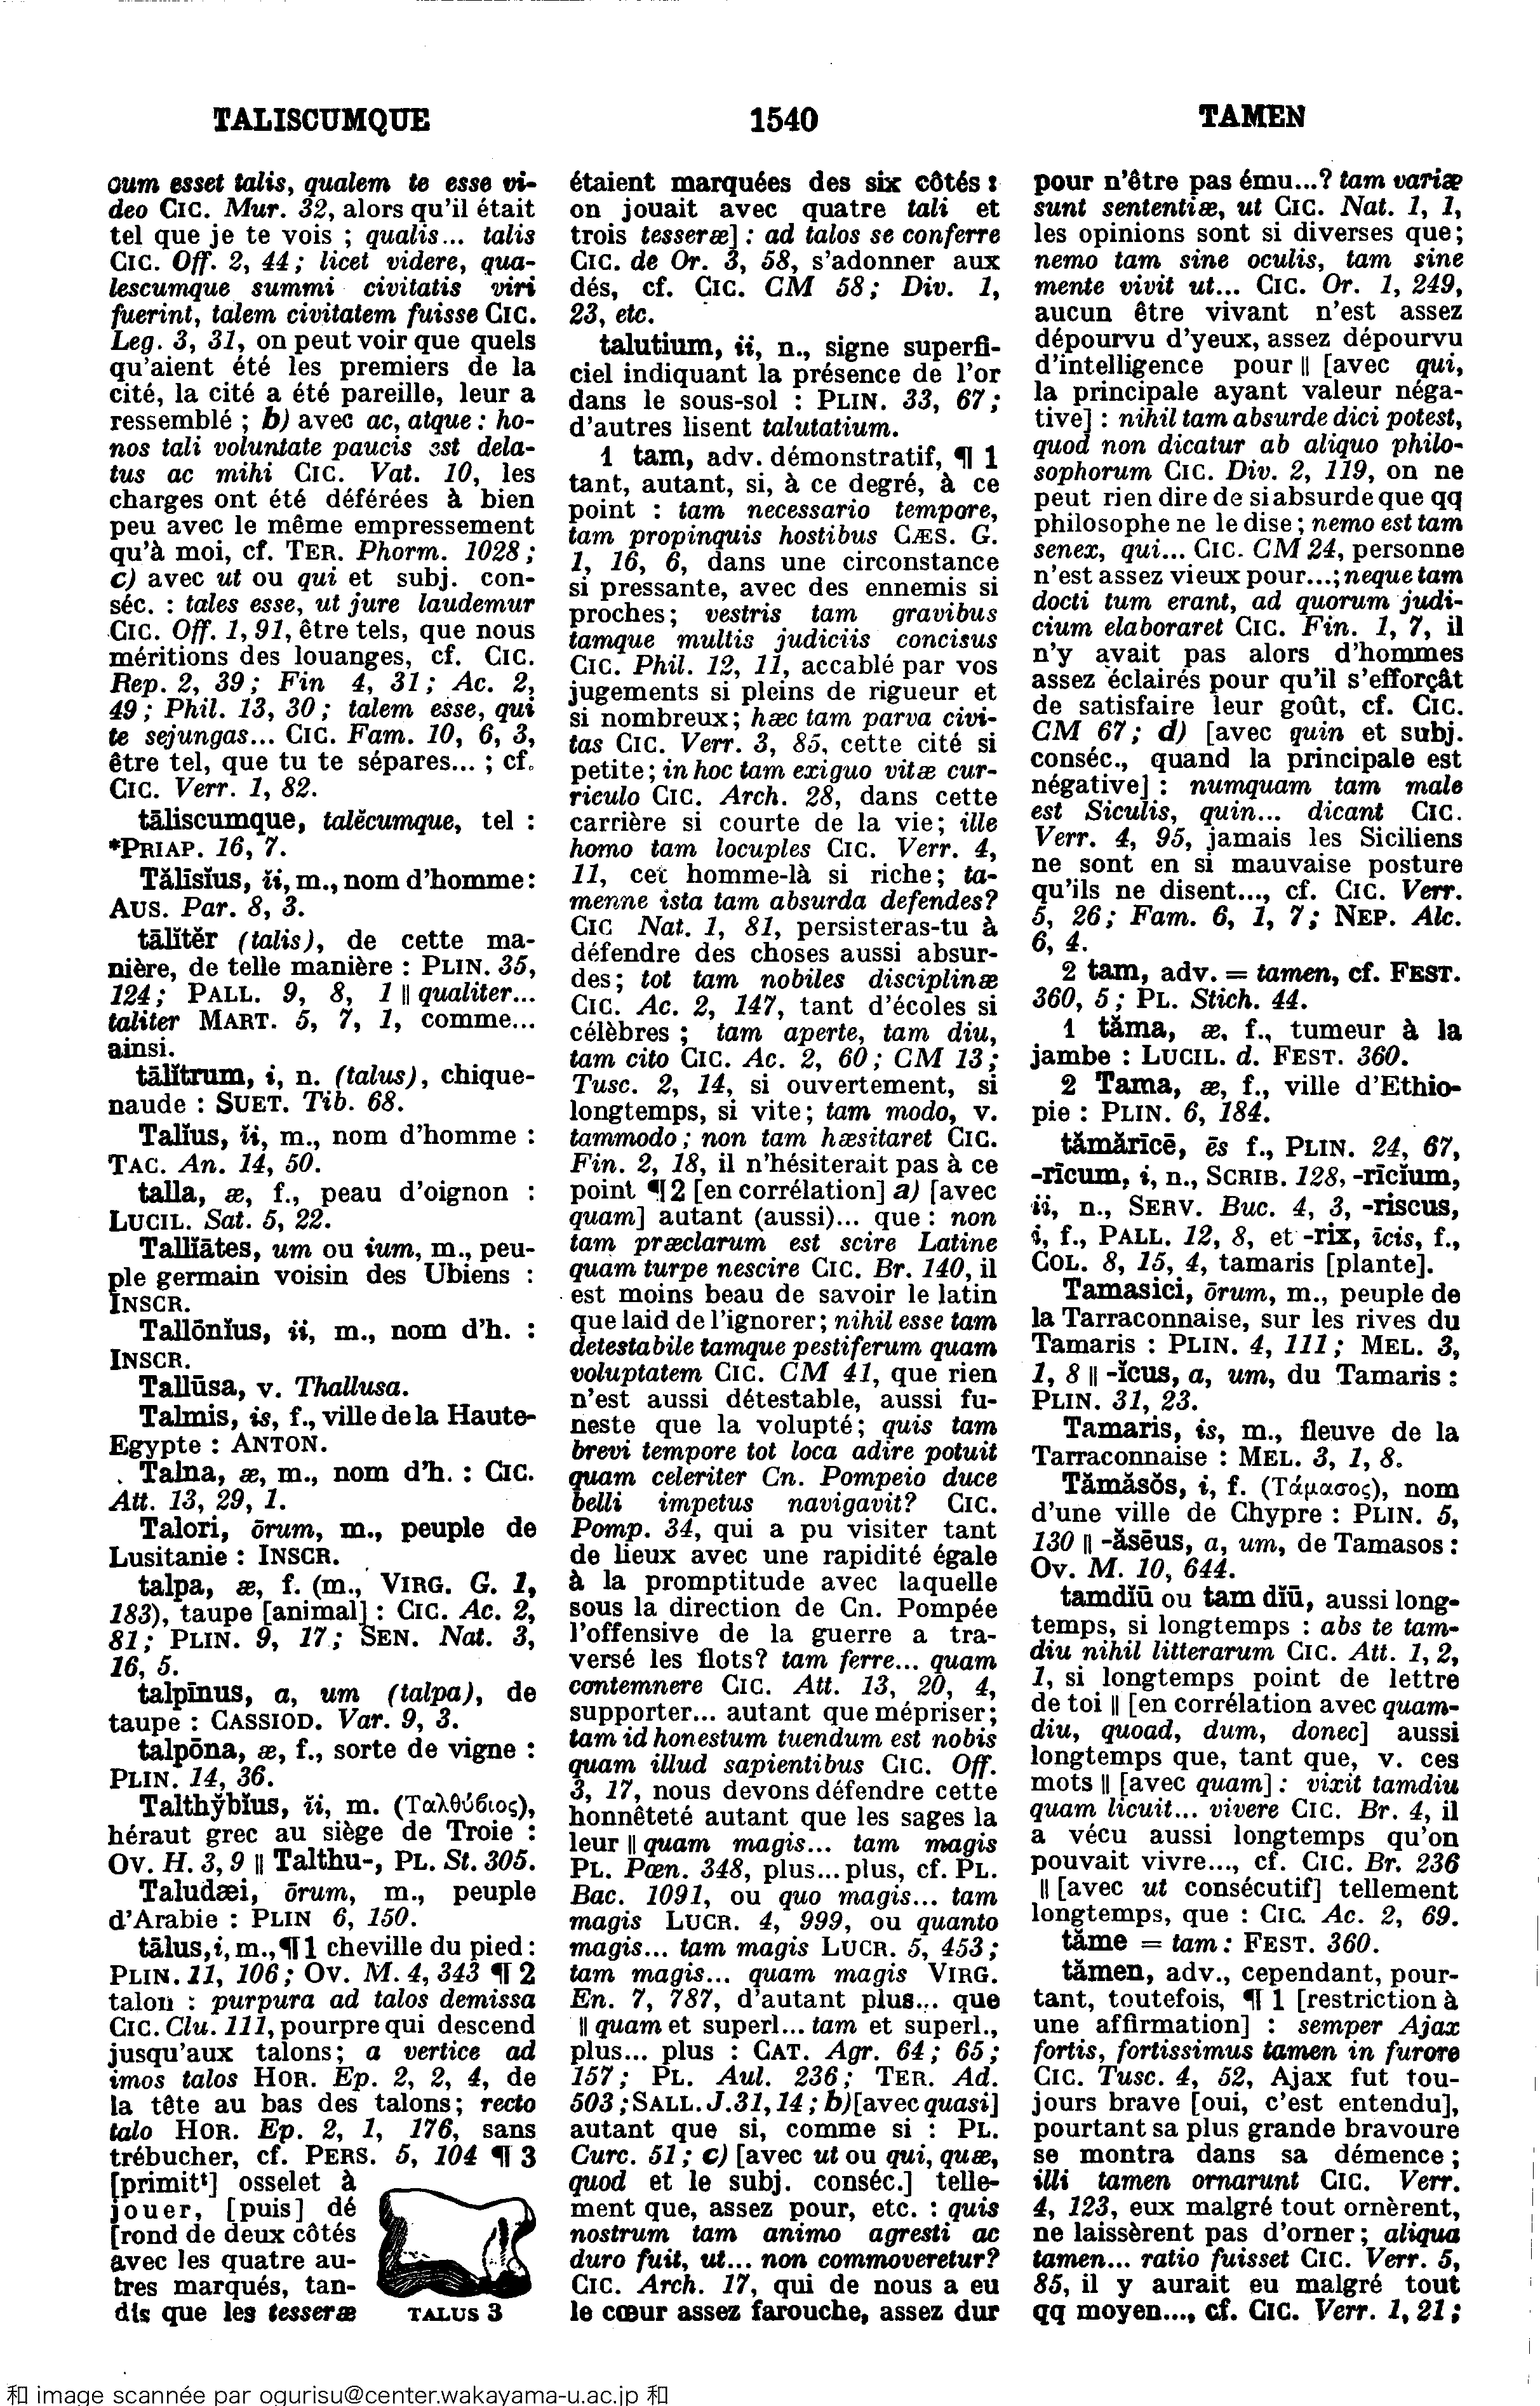 TALISCUMQUE
1540
TAMEN
cum esset talis, qualem te esse vi-
deo CIC. Mur. 32, alors qu'il était
tel que je te vois ; qualis... talis
CIC. Off. 2, 44 ; licet videre, qua-
lescumque summi civitatis viri
fuerint, talem civitatem fuisse CIC.
Leg. 3, 31, on peut voir que quels
qu'aient été les premiers de la
cité, la cité a été pareille, leur a
ressemblé ; b) avec ac, atque : ho-
nos tali voluntate paucis est dela-
tus ac mihi CIC. Vat. 10, les
charges ont été déférées à bien
peu avec le même empressement
qu'à moi, cf. TER. Phorm. 1028 ;
c) avec ut ou qui et subj. con-
séc. : tales esse, ut jure laudemur
CIC. Off. 1, 91, être tels, que nous
méritions des louanges, cf. CIC.
Rep. 2, 39 ; Fin 4, 31 ; Ac. 2,
49 ; Phil. 13, 30 ; talem esse, qui
te sejungas... CIC. Fam. 10, 6, 3,
être tel, que tu te sépares... ; cf.
CIC. Verr. 1, 82.
tāliscumque, talĕcumque, tel :
*PRIAP. 16, 7.
Tălĭsĭus, ĭi, m., nom d'homme :
AUS. Par. 8, 3.
tālĭtĕr (talis), de cette ma-
nière, de telle manière : PLIN. 35,
124 ; PALL. 9, 8, 1 || qualiter...
taliter MART. 5, 7, 1, comme...
ainsi.
tālĭtrum, i, n. (talus), chique-
naude : SUET. Tib. 68.
Talĭus, ĭi, m., nom d'homme :
TAC. An. 14, 50.
talla, æ, f., peau d'oignon :
LUCIL. Sat. 5, 22.
Tallĭātes, um ou ium, m., peu-
ple germain voisin des Ubiens :
INSCR.
Tallōnĭus, ii, m., nom d'h. :
INSCR.
Tallūsa, v. Thallusa.
Talmis, is, f., ville de la Haute-
Egypte : ANTON.
Talna, æ, m., nom d'h. : CIC.
Att. 13, 29, 1.
Talori, ōrum, m., peuple de
Lusitanie : INSCR.
talpa, æ, f. (m., VIRG. G. 1,
183), taupe [animal] : CIC. Ac. 2,
81 ; PLIN. 9, 17 ; SEN. Nat. 3,
16, 5.
talpīnus, a, um (talpa), de
taupe : CASSIOD. Var. 9, 3.
talpōna, æ, f., sorte de vigne :
PLIN. 14, 36.
Talthȳbĭus, ĭi, m. (Ταλθύϐιος),
héraut grec au siège de Troie :
OV. H. 3, 9 || Talthu-, PL. St. 305.
Taludæi, ōrum, m., peuple
d'Arabie : PLIN 6, 150.
tālus, i, m., ¶ 1 cheville du pied :
PLIN. 11, 106 ; OV. M. 4, 343 ¶ 2
talon : purpura ad talos demissa
CIC. Clu. 111, pourpre qui descend
jusqu'aux talons ; a vertice ad
imos talos HOR. Ep. 2, 2, 4, de
la tête au bas des talons ; recto
talo HOR. Ep. 2, 1, 176, sans
trébucher, cf. PERS. 5, 104 ¶ 3
[primitᵗ] osselet à
jouer, [puis] dé
[rond de deux côtés
avec les quatre au-
tres marqués, tan-
dis que les tesseræ
TALUS 3
étaient marquées des six côtés :
on jouait avec quatre tali et
trois tesseræ] : ad talos se conferre
CIC. de Or. 3, 58, s'adonner aux
dés, cf. CIC. CM 58 ; Div. 1,
23, etc.
talutium, ii, n., signe superfi-
ciel indiquant la présence de l'or
dans le sous-sol : PLIN. 33, 67 ;
d'autres lisent talutatium.
1 tam, adv. démonstratif, ¶ 1
tant, autant, si, à ce degré, à ce
point : tam necessario tempore,
tam propinquis hostibus CÆS. G.
1, 16, 6, dans une circonstance
si pressante, avec des ennemis si
proches ; vestris tam gravibus
tamque multis judiciis concisus
CIC. Phil. 12, 11, accablé par vos
jugements si pleins de rigueur et
si nombreux ; hæc tam parva civi-
tas CIC. Verr. 3, 85, cette cité si
petite ; in hoc tam exiguo vitæ cur-
riculo CIC. Arch. 28, dans cette
carrière si courte de la vie ; ille
homo tam locuples CIC. Verr. 4,
11, cet homme-là si riche ; ta-
menne ista tam absurda defendes?
CIC Nat. 1, 81, persisteras-tu à
défendre des choses aussi absur-
des ; tot tam nobiles disciplinæ
CIC. Ac. 2, 147, tant d'écoles si
célèbres ; tam aperte, tam diu,
tam cito CIC. Ac. 2, 60 ; CM 13 ;
Tusc. 2, 14, si ouvertement, si
longtemps, si vite ; tam modo, v.
tammodo ; non tam hæsitaret CIC.
Fin. 2, 18, il n'hésiterait pas à ce
point ¶ 2 [en corrélation] a) [avec
quam] autant (aussi)... que : non
tam præclarum est scire Latine
quam turpe nescire CIC. Br. 140, il
est moins beau de savoir le latin
que laid de l'ignorer ; nihil esse tam
detestabile tamque pestiferum quam
voluptatem CIC. CM 41, que rien
n'est aussi détestable, aussi fu-
neste que la volupté ; quis tam
brevi tempore tot loca adire potuit
quam celeriter Cn. Pompeio duce
belli impetus navigavit? CIC.
Pomp. 34, qui a pu visiter tant
de lieux avec une rapidité égale
à la promptitude avec laquelle
sous la direction de Cn. Pompée
l'offensive de la guerre a tra-
versé les flots? tam ferre... quam
contemnere CIC. Att. 13, 20, 4,
supporter... autant que mépriser ;
tam id honestum tuendum est nobis
quam illud sapientibus CIC. Off.
3, 17, nous devons défendre cette
honnêteté autant que les sages la
leur || quam magis... tam magis
PL. Pœn. 348, plus... plus, cf. PL.
Bac. 1091, ou quo magis... tam
magis LUCR. 4, 999, ou quanto
magis... tam magis LUCR. 5, 453 ;
tam magis... quam magis VIRG.
En. 7, 787, d'autant plus... que
|| quam et superl... tam et superl.,
plus... plus : CAT. Agr. 64 ; 65 ;
157 ; PL. Aul. 236 ; TER. Ad.
503 ; SALL. J. 31, 14 ; b) [avec quasi]
autant que si, comme si : PL.
Curc. 51 ; c) [avec ut ou qui, quæ,
quod et le subj. conséc.] telle-
ment que, assez pour, etc. : quis
nostrum tam animo agresti ac
duro fuit, ut... non commoveretur?
CIC. Arch. 17, qui de nous a eu
le cœur assez farouche, assez dur
pour n'être pas ému...? tam variæ
sunt sententiæ, ut CIC. Nat. 1, 1,
les opinions sont si diverses que ;
nemo tam sine oculis, tam sine
mente vivit ut... CIC. Or. 1, 249,
aucun être vivant n'est assez
dépourvu d'yeux, assez dépourvu
d'intelligence pour || [avec qui,
la principale ayant valeur néga-
tive] : nihil tam absurde dici potest,
quod non dicatur ab aliquo philo-
sophorum CIC. Div. 2, 119, on ne
peut rien dire de si absurde que qq
philosophe ne le dise ; nemo est tam
senex, qui... CIC. CM 24, personne
n'est assez vieux pour... ; neque tam
docti tum erant, ad quorum judi-
cium elaboraret CIC. Fin. 1, 7, il
n'y avait pas alors d'hommes
assez éclairés pour qu'il s'efforçât
de satisfaire leur goût, cf. CIC.
CM 67 ; d) [avec quin et subj.
conséc., quand la principale est
négative] : numquam tam male
est Siculis, quin... dicant CIC.
Verr. 4, 95, jamais les Siciliens
ne sont en si mauvaise posture
qu'ils ne disent..., cf. CIC. Verr.
5, 26 ; Fam. 6, 1, 7 ; NEP. Alc.
6, 4.
2 tam, adv. = tamen, cf. FEST.
360, 5 ; PL. Stich. 44.
1 tăma, æ, f., tumeur à la
jambe : LUCIL. d. FEST. 360.
2 Tama, æ, f., ville d'Ethio-
pie : PLIN. 6, 184.
tămărīcē, ēs f., PLIN. 24, 67,
-rīcum, i, n., SCRIB. 128, -rīcĭum,
ii, n., SERV. Buc. 4, 3, -riscus,
i, f., PALL. 12, 8, et -rix, īcis, f.,
COL. 8, 15, 4, tamaris [plante].
Tamasici, ōrum, m., peuple de
la Tarraconnaise, sur les rives du
Tamaris : PLIN. 4, 111 ; MEL. 3,
1, 8 || -ĭcus, a, um, du Tamaris :
PLIN. 31, 23.
Tamaris, is, m., fleuve de la
Tarraconnaise : MEL. 3, 1, 8.
Tămăsŏs, i, f. (Τάμασος), nom
d'une ville de Chypre : PLIN. 5,
130 || -ăsēus, a, um, de Tamasos :
OV. M. 10, 644.
tamdĭū ou tam dĭū, aussi long-
temps, si longtemps : abs te tam-
diu nihil litterarum CIC. Att. 1, 2,
1, si longtemps point de lettre
de toi || [en corrélation avec quam-
diu, quoad, dum, donec] aussi
longtemps que, tant que, v. ces
mots || [avec quam] : vixit tamdiu
quam licuit... vivere CIC. Br. 4, il
a vécu aussi longtemps qu'on
pouvait vivre..., cf. CIC. Br. 236
|| [avec ut consécutif] tellement
longtemps, que : CIC. Ac. 2, 69.
tăme = tam : FEST. 360.
tămen, adv., cependant, pour-
tant, toutefois, ¶ 1 [restriction à
une affirmation] : semper Ajax
fortis, fortissimus tamen in furore
CIC. Tusc. 4, 52, Ajax fut tou-
jours brave [oui, c'est entendu],
pourtant sa plus grande bravoure
se montra dans sa démence ;
illi tamen ornarunt CIC. Verr.
4, 123, eux malgré tout ornèrent,
ne laissèrent pas d'orner ; aliqua
tamen... ratio fuisset CIC. Verr. 5,
85, il y aurait eu malgré tout
qq moyen..., cf. CIC. Verr. 1, 21 ;
和 image scannée par ogurisu@center.wakayama-u.ac.jp 和